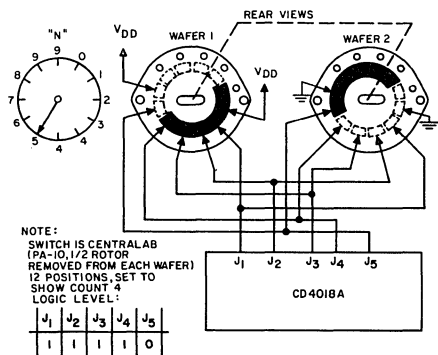 REAR VIEWS
"N"
VDD
WAFER 1
WAFER 2
9 9 0
8 1
VDD
7 2
6 3
5 4 4
NOTE:
SWITCH IS CENTRALAB
(PA-10, 1/2 ROTOR
REMOVED FROM EACH WAFER)
12 POSITIONS, SET TO
SHOW COUNT 4
LOGIC LEVEL:
J1 J2 J3 J4 J5
1 1 1 1 0
J1 J2 J3 J4 J5
CD4018A